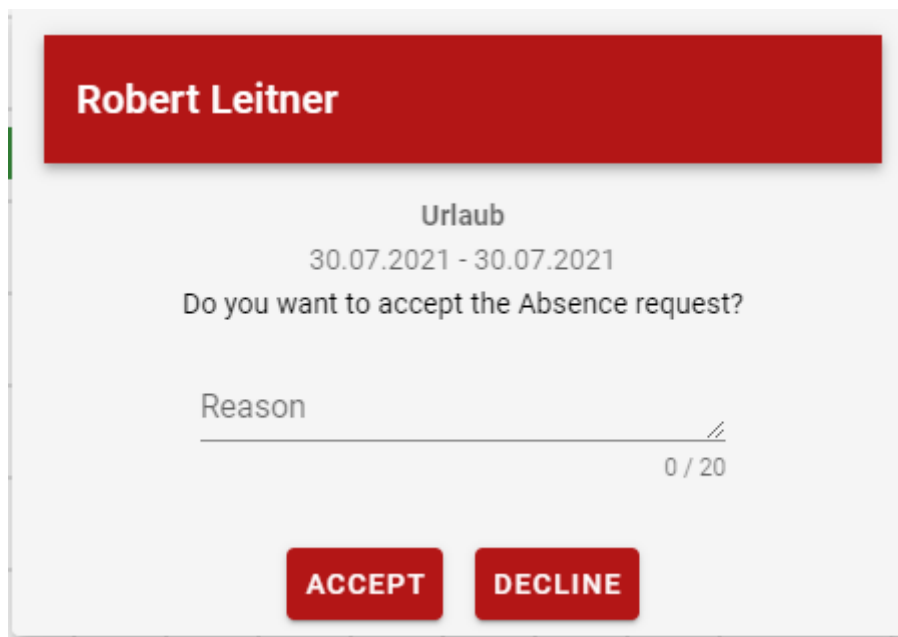 Robert Leitner
Urlaub
30.07.2021 - 30.07.2021
Do you want to accept the Absence request?
Reason
0 / 20
ACCEPT DECLINE